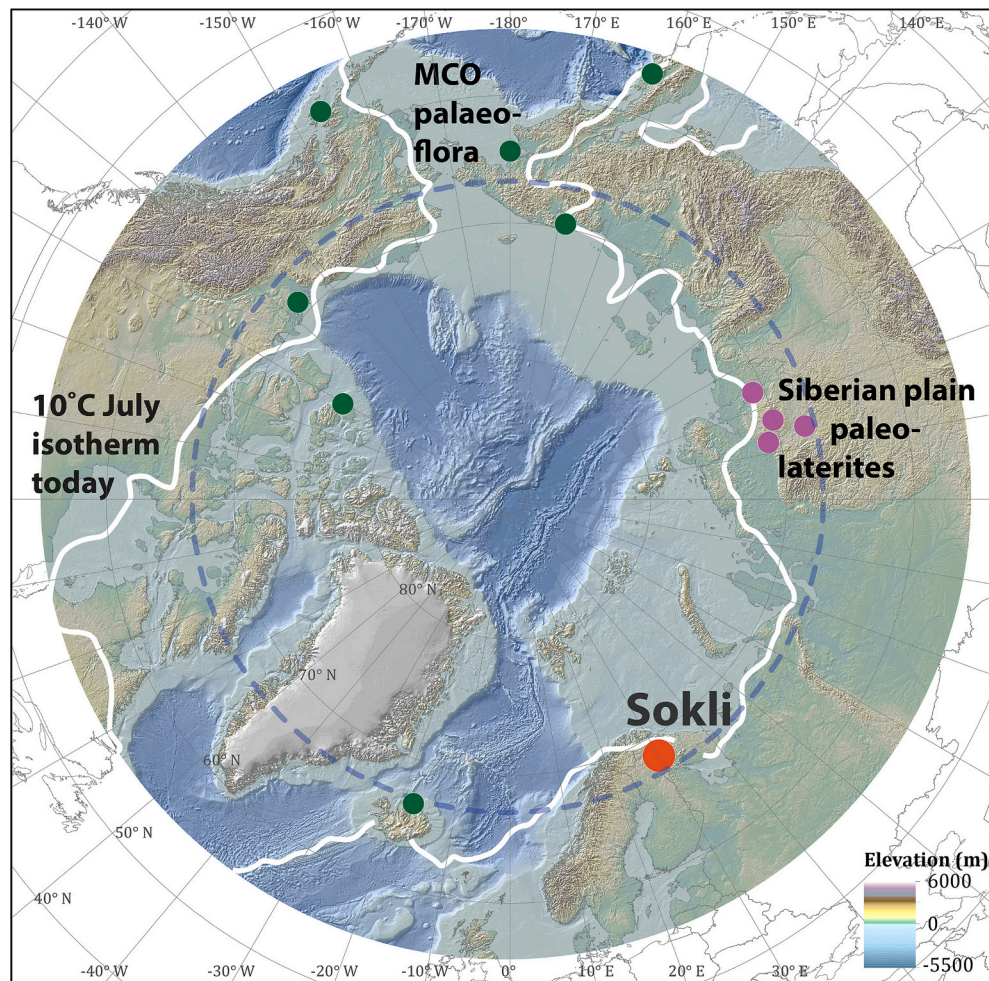 -140°W
-150°W
-160°W
-170°W
-180°
170°E
160°E
150°E
140°E
MCO
palaeo-
flora
10˚C July
isotherm
today
Siberian plain
paleo-
laterites
80° N
70° N
60° N
50° N
40° N
Sokli
Elevation (m)
6000
0
-5500
-40°W
-30°W
-20°W
-10°W
0°
10°E
20°E
30°E